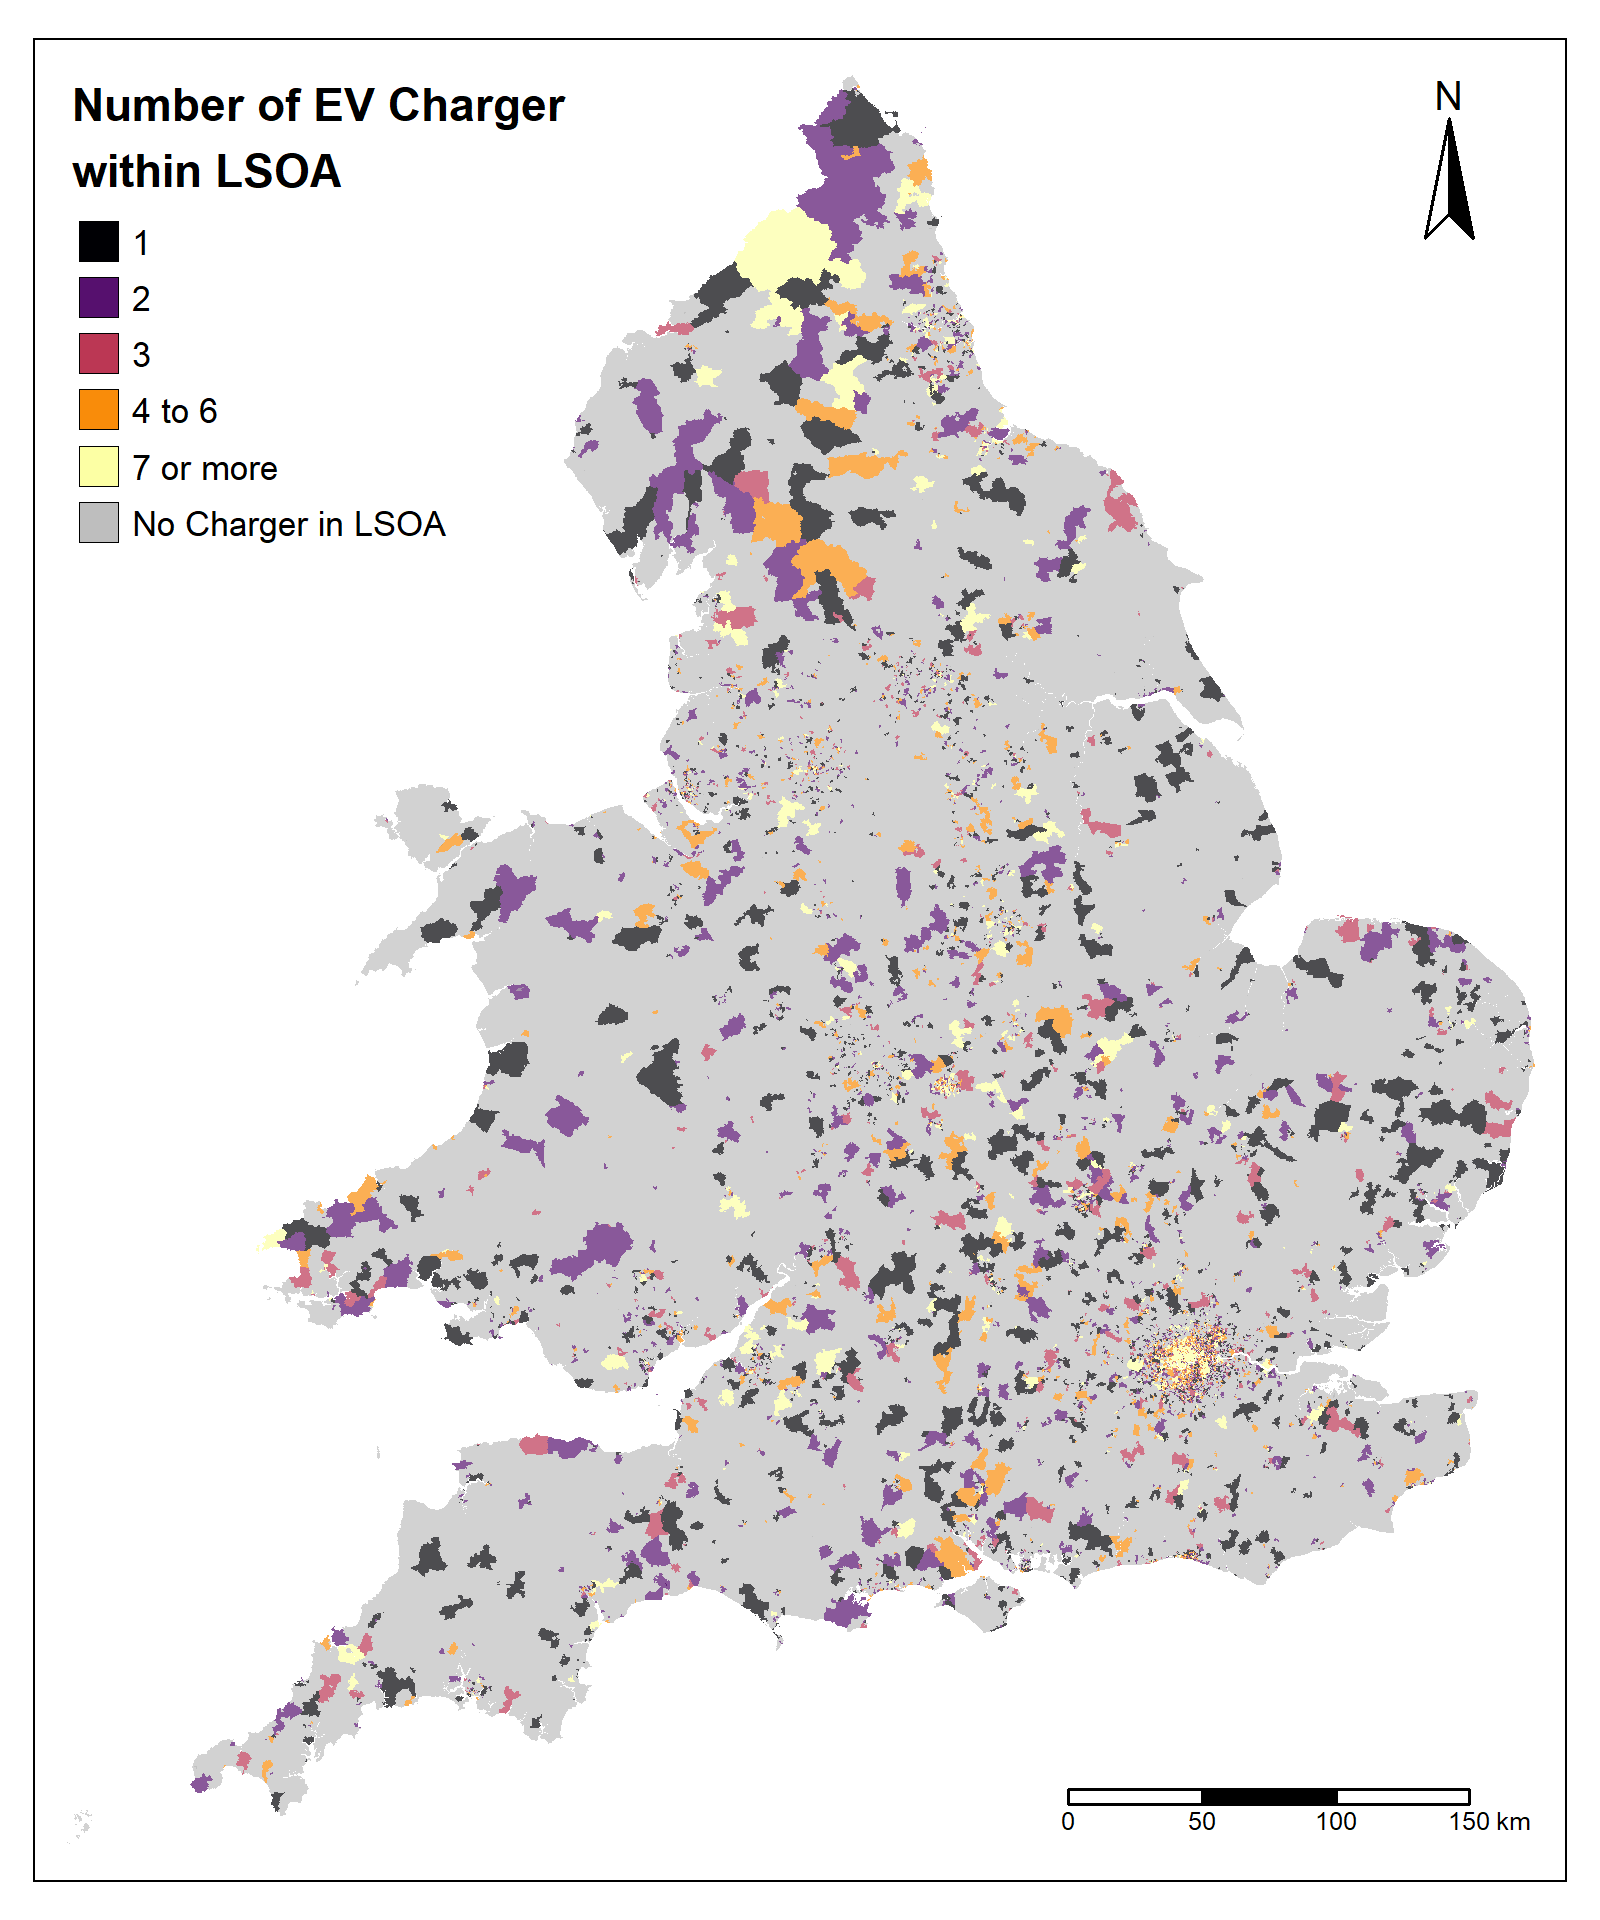 Number of EV Charger
within LSOA
1
2
3
4 to 6
7 or more
No Charger in LSOA
N
0 50 100 150 km